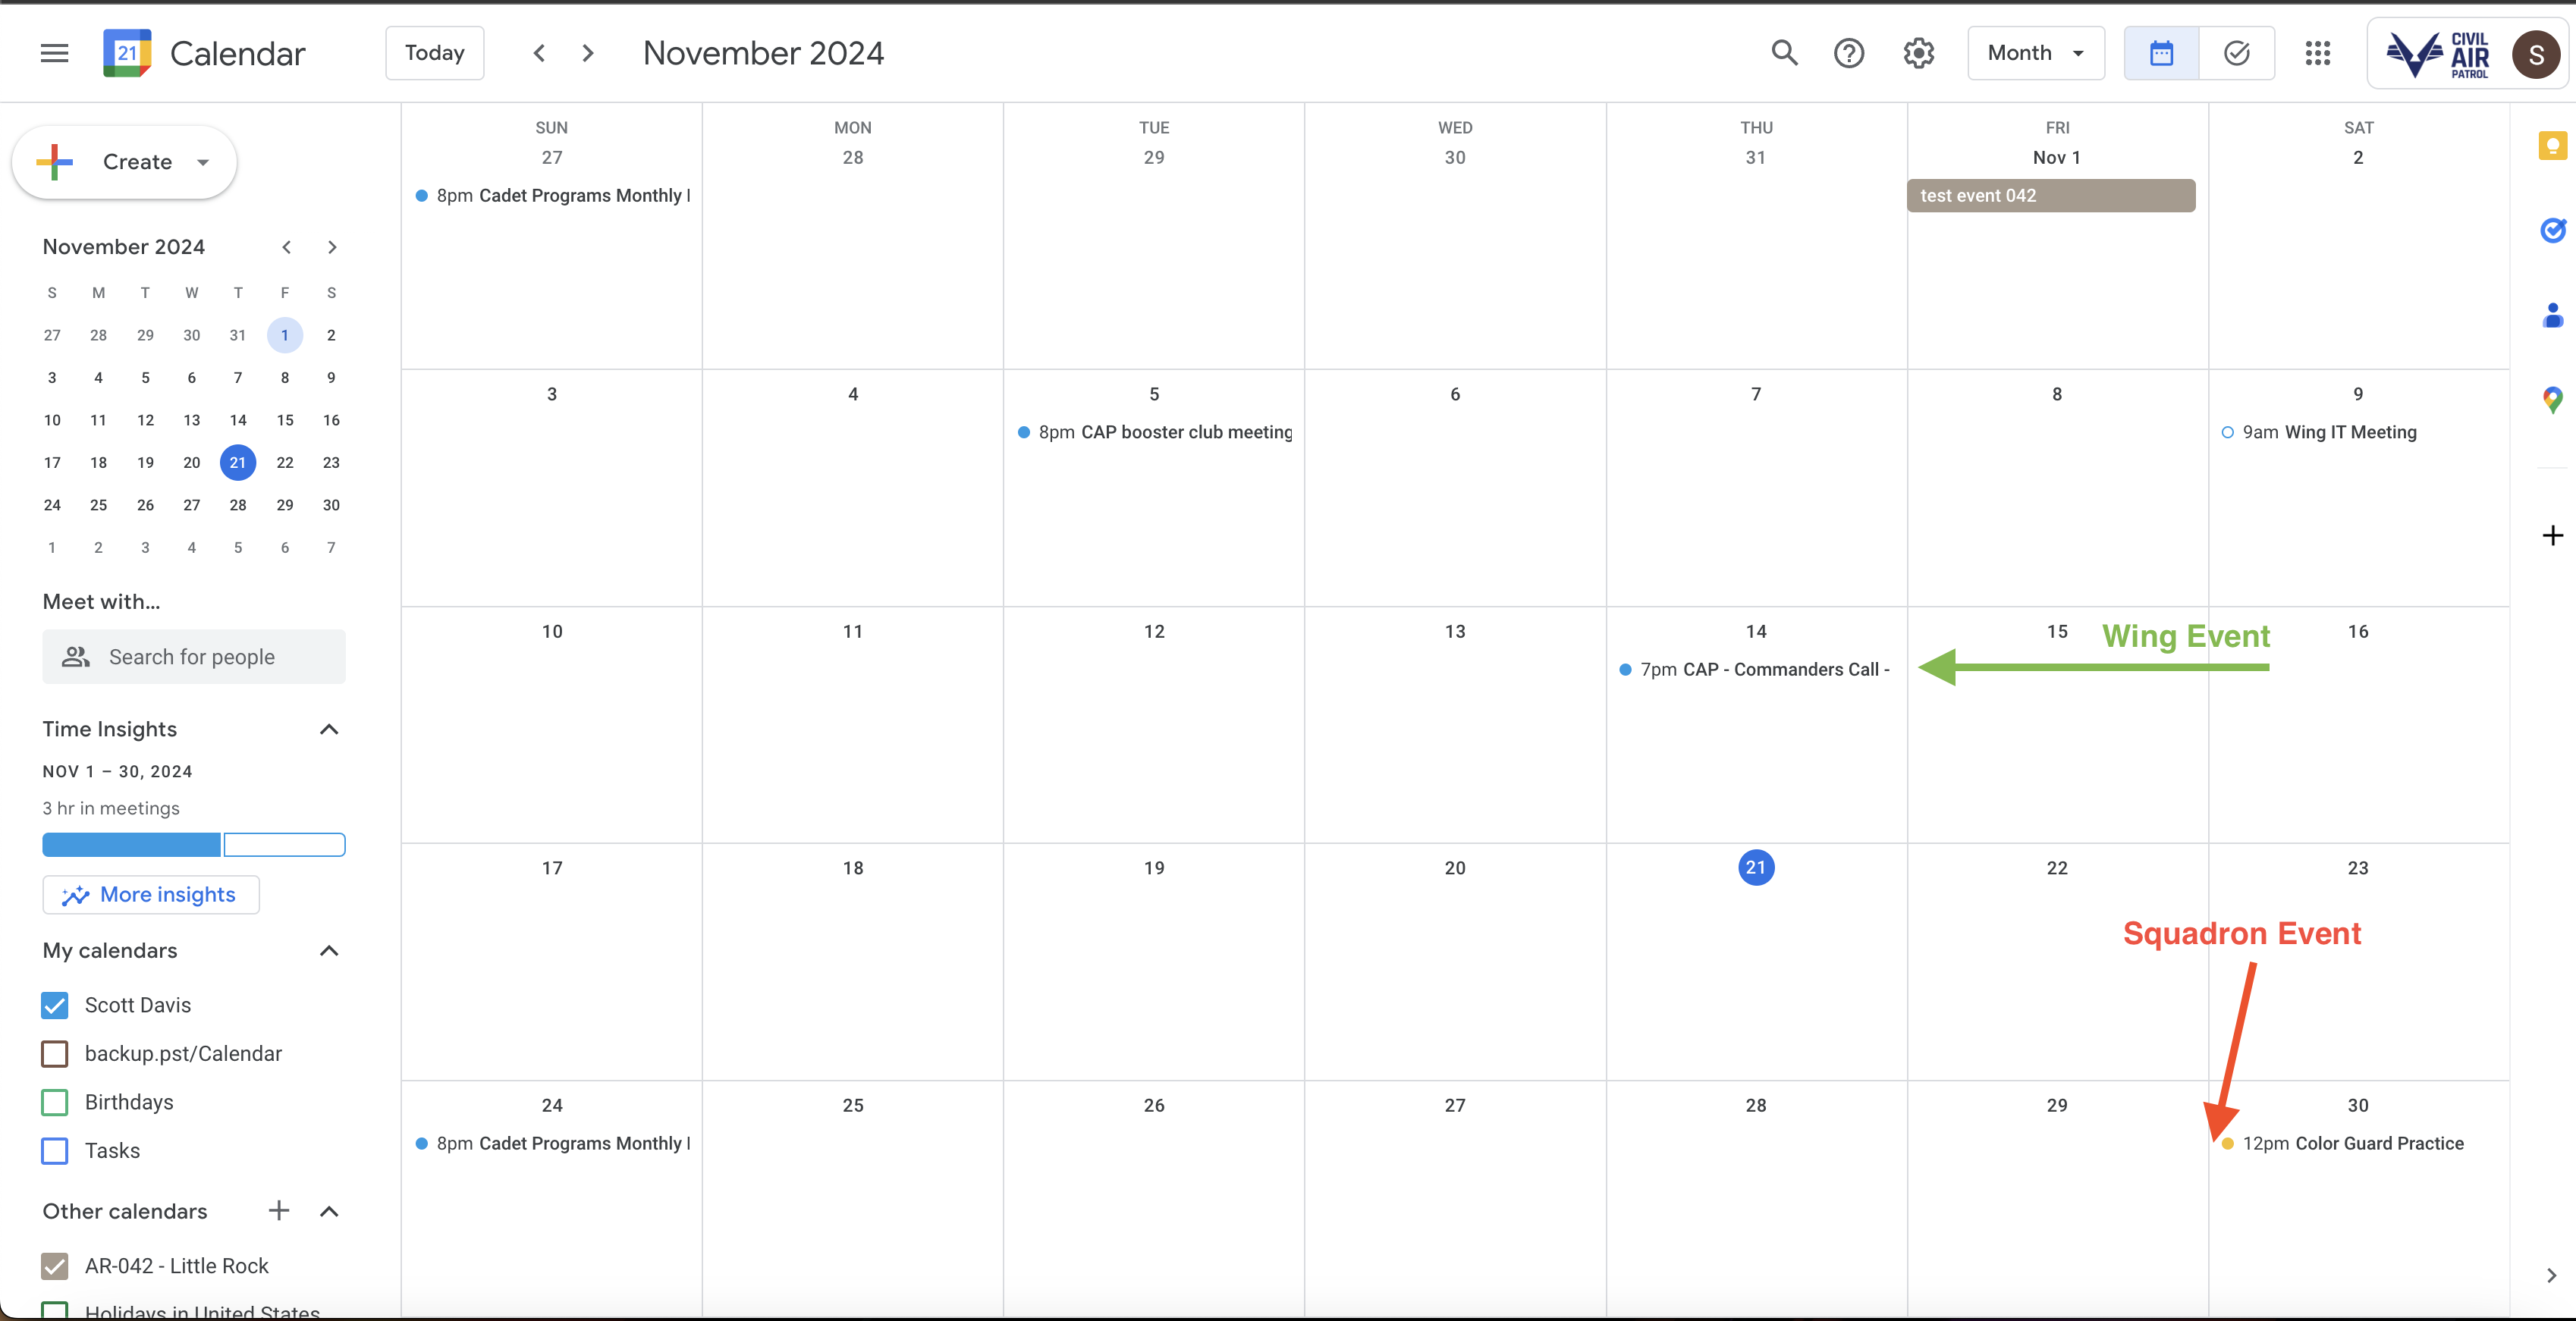 21 Calendar Today November 2024 Month CIVIL AIR PATROL S
Create
November 2024
S M T W T F S
27 28 29 30 31 1 2
3 4 5 6 7 8 9
10 11 12 13 14 15 16
17 18 19 20 21 22 23
24 25 26 27 28 29 30
1 2 3 4 5 6 7
Meet with...
Search for people
Time Insights
NOV 1 – 30, 2024
3 hr in meetings
More insights
My calendars
Scott Davis
backup.pst/Calendar
Birthdays
Tasks
Other calendars
AR-042 - Little Rock
Holidays in United States
SUN MON TUE WED THU FRI SAT
27 28 29 30 31 Nov 1 2
8pm Cadet Programs Monthly
test event 042
3 4 5 6 7 8 9
8pm CAP booster club meeting
9am Wing IT Meeting
10 11 12 13 14 15 16
Wing Event
7pm CAP - Commanders Call -
17 18 19 20 21 22 23
Squadron Event
24 25 26 27 28 29 30
8pm Cadet Programs Monthly
12pm Color Guard Practice